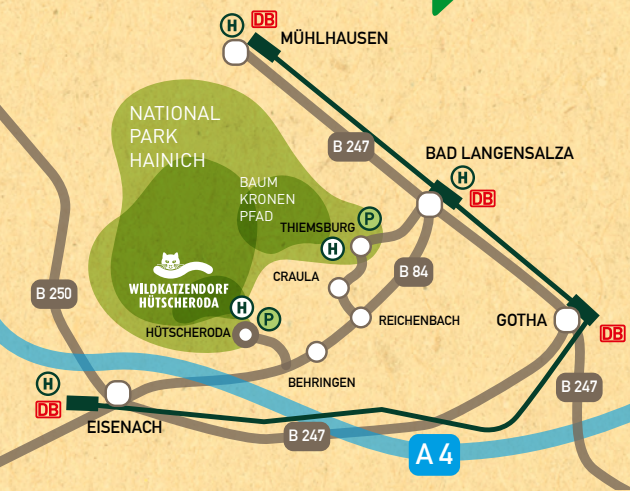 H
DB
MÜHLHAUSEN
NATIONAL
PARK
HAINICH
B 247
BAD LANGENSALZA
H
DB
BAUM
KRONEN
PFAD
THIEMSBURG
P
H
CRAULA
B 84
WILDKATZENDORF
HÜTSCHERODA
B 250
H
P
HÜTSCHERODA
REICHENBACH
GOTHA
DB
BEHRINGEN
H
DB
EISENACH
B 247
B 247
A 4